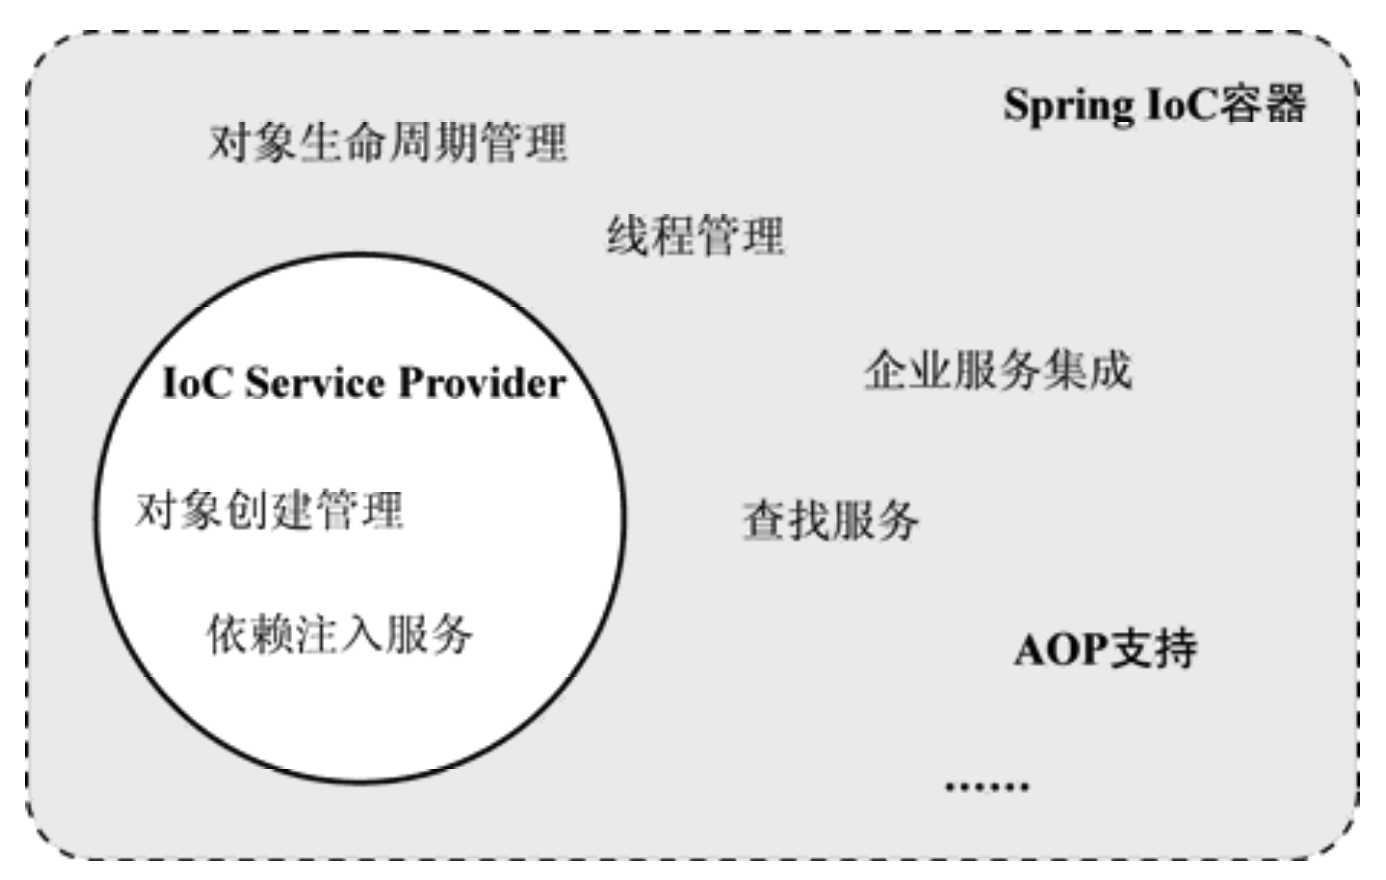 Spring IoC容器
对象生命周期管理
线程管理
IoC Service Provider
企业服务集成
对象创建管理
查找服务
依赖注入服务
AOP支持
……